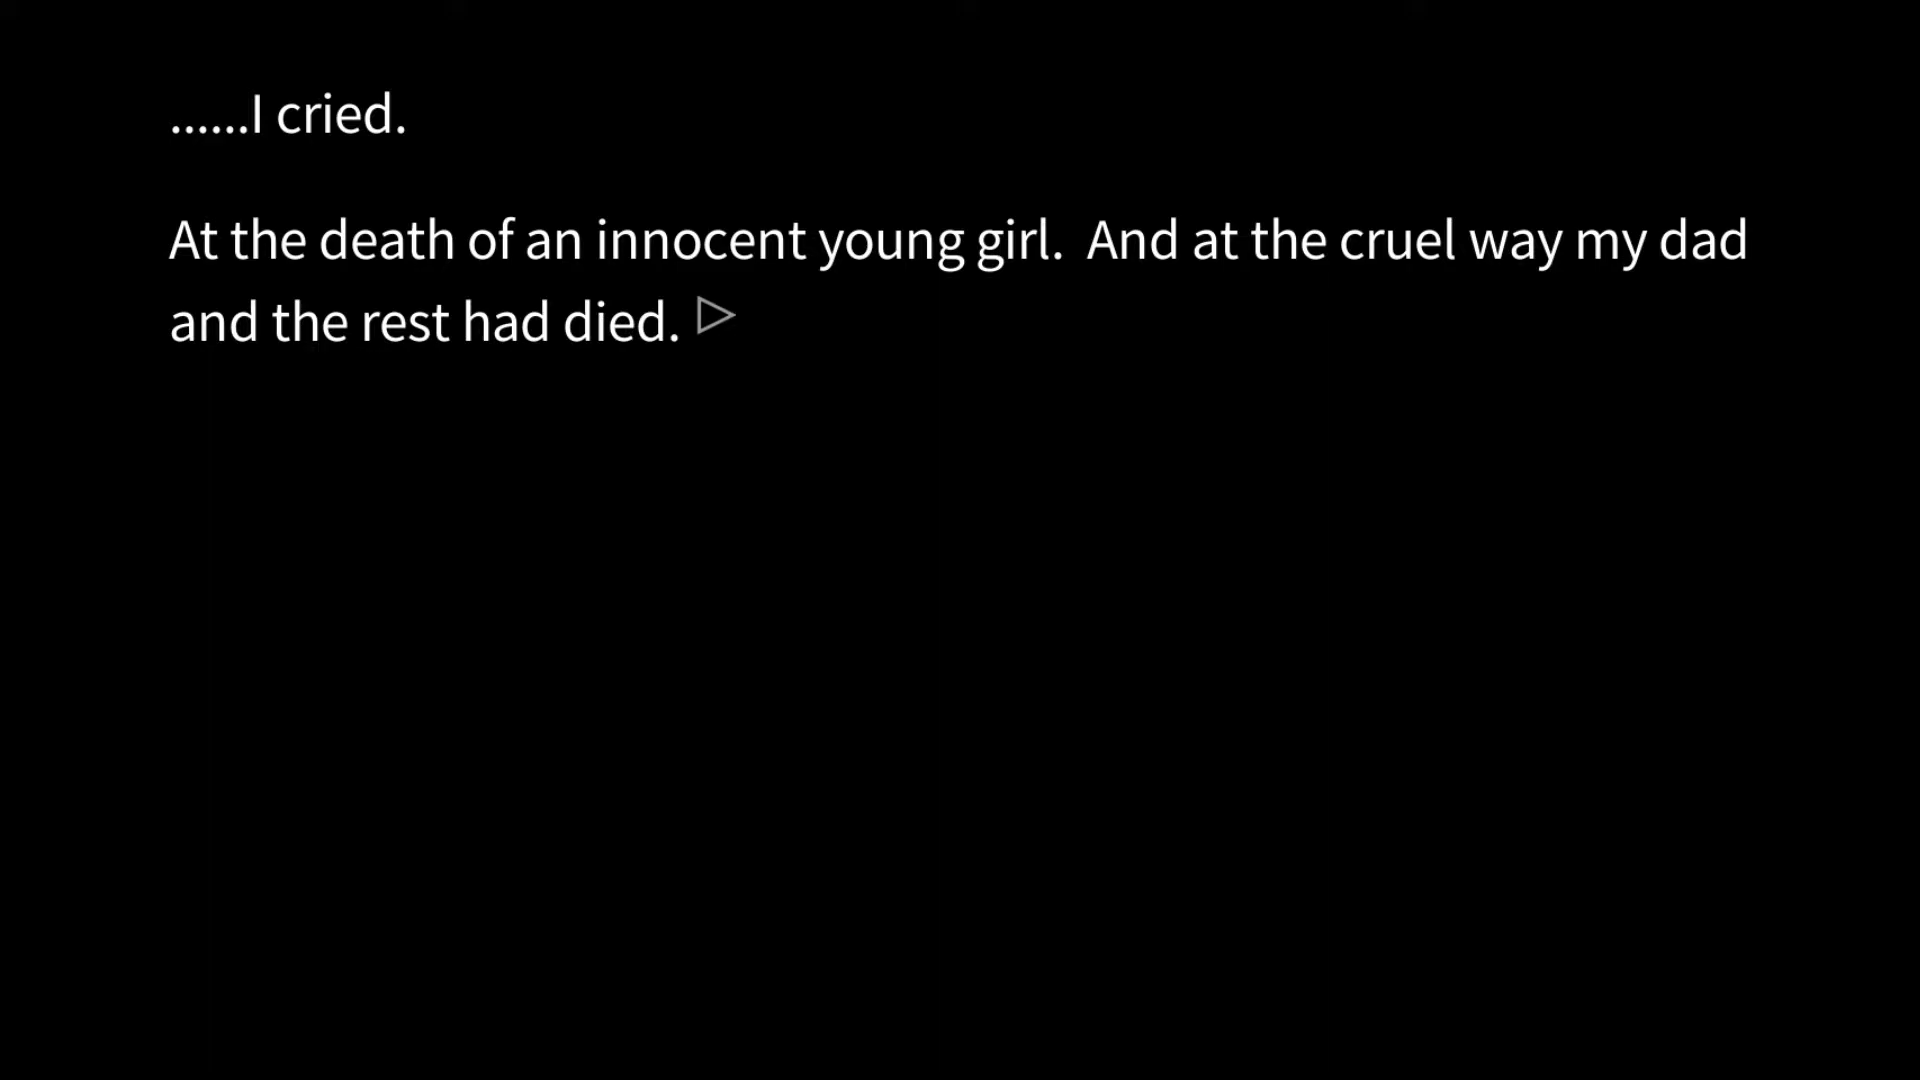 ......I cried.
At the death of an innocent young girl.  And at the cruel way my dad
and the rest had died.